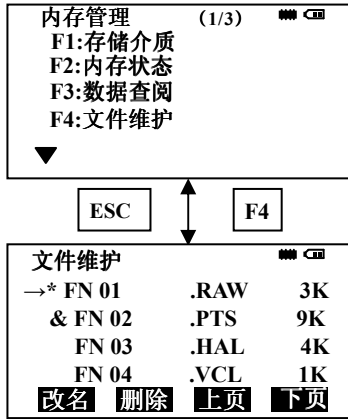 内存管理 （1/3）
F1:存储介质
F2:内存状态
F3:数据查阅
F4:文件维护
ESC F4
文件维护
→* FN 01 .RAW 3K
& FN 02 .PTS 9K
FN 03 .HAL 4K
FN 04 .VCL 1K
改名 删除 上页 下页